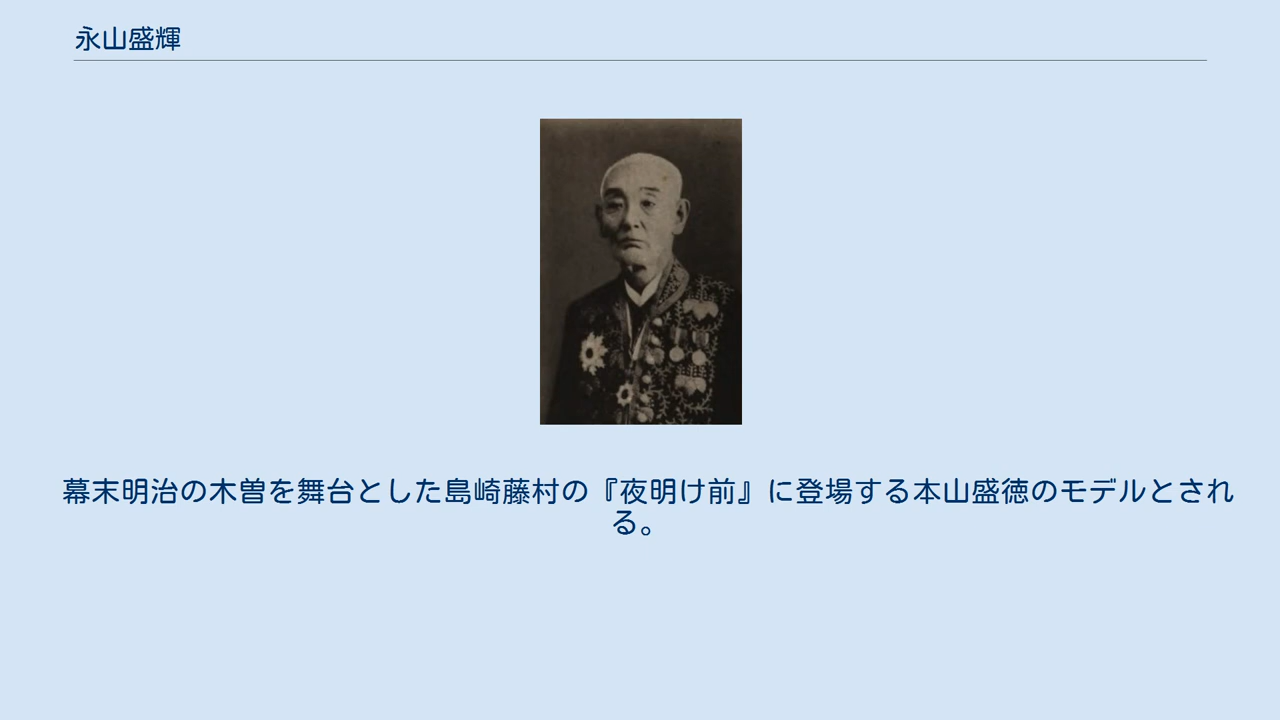 永山盛輝
幕末明治の木曽を舞台とした島崎藤村の『夜明け前』に登場する本山盛徳のモデルとされ
る。